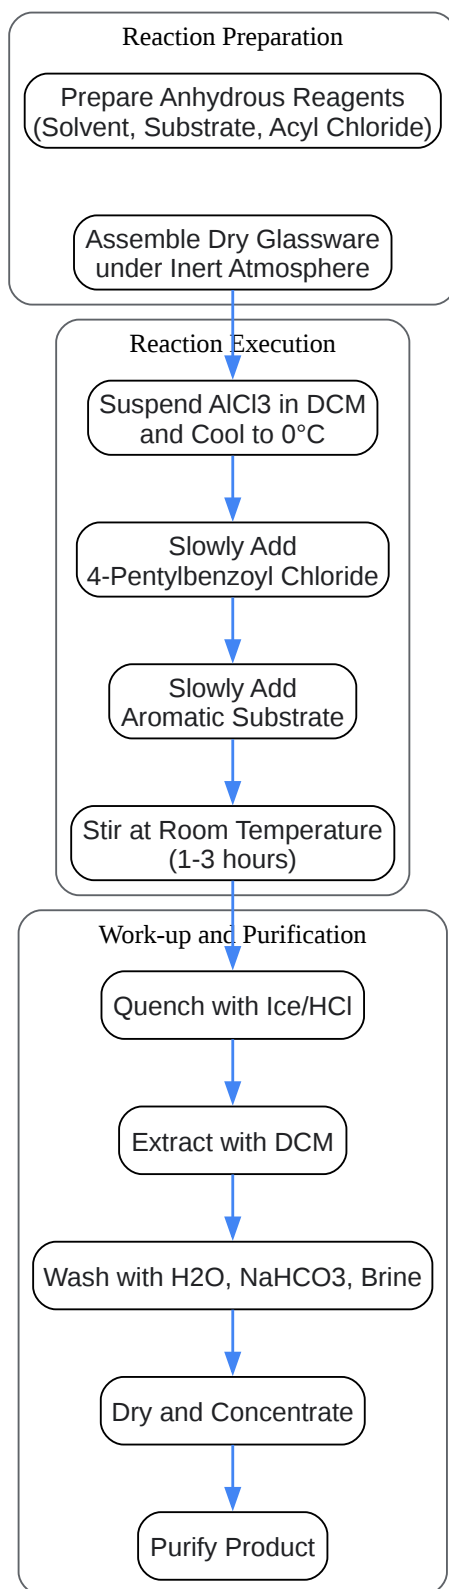 Reaction Preparation
Prepare Anhydrous Reagents
(Solvent, Substrate, Acyl Chloride)
Assemble Dry Glassware
under Inert Atmosphere
Reaction Execution
Suspend AlCl3 in DCM
and Cool to 0°C
Slowly Add
4-Pentylbenzoyl Chloride
Slowly Add
Aromatic Substrate
Stir at Room Temperature
(1-3 hours)
Work-up and Purification
Quench with Ice/HCl
Extract with DCM
Wash with H2O, NaHCO3, Brine
Dry and Concentrate
Purify Product